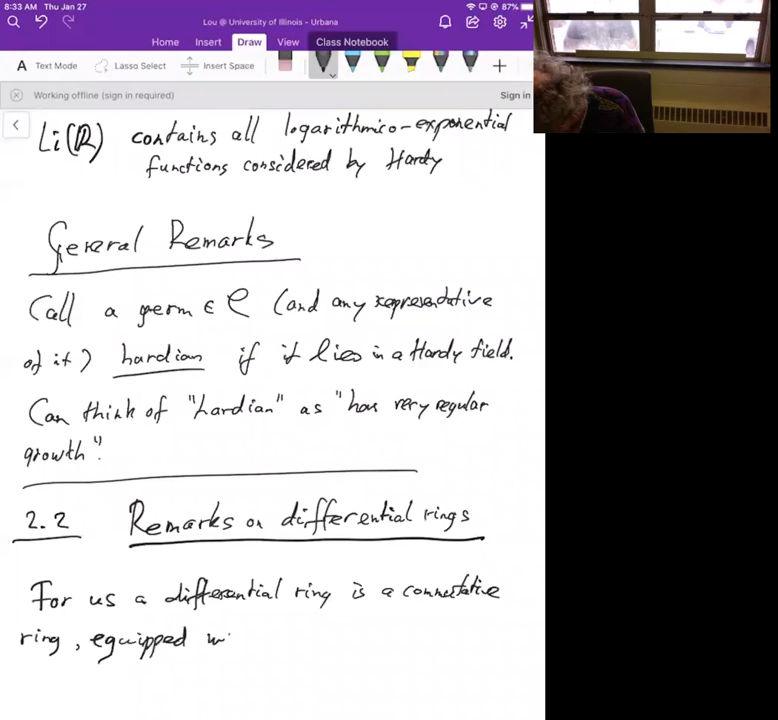 8:33 AM Thu Jan 27
87%
Lou @ University of Illinois - Urbana
Home Insert Draw View Class Notebook
A Text Mode Lasso Select Insert Space
Working offline (sign in required) Sign in
Li(R) contains all logarithmico-exponential
functions considered by Hardy
General Remarks
Call a germ ∈ C (and any representative
of it) hardian if it lies in a Hardy field.
Can think of "hardian" as "has very regular
growth".
2.2 Remarks on differential rings
For us a differential ring is a commutative
ring, equipped wi